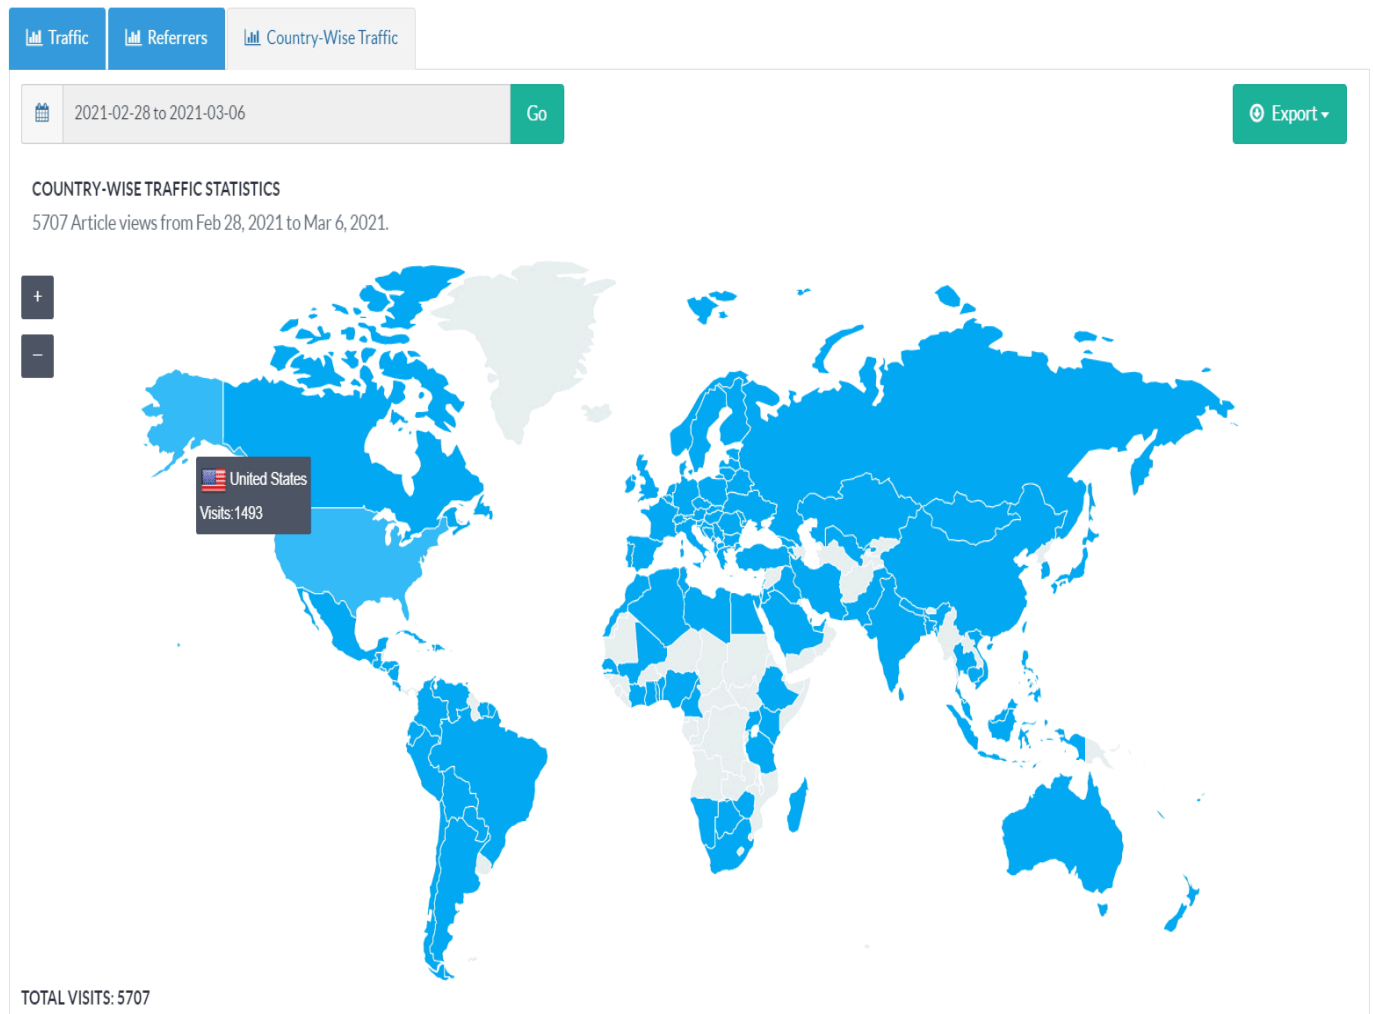 Traffic
Referrers
Country-Wise Traffic
2021-02-28 to 2021-03-06
Go
Export
COUNTRY-WISE TRAFFIC STATISTICS
5707 Article views from Feb 28, 2021 to Mar 6, 2021.
+
−
United States
Visits:1493
TOTAL VISITS: 5707